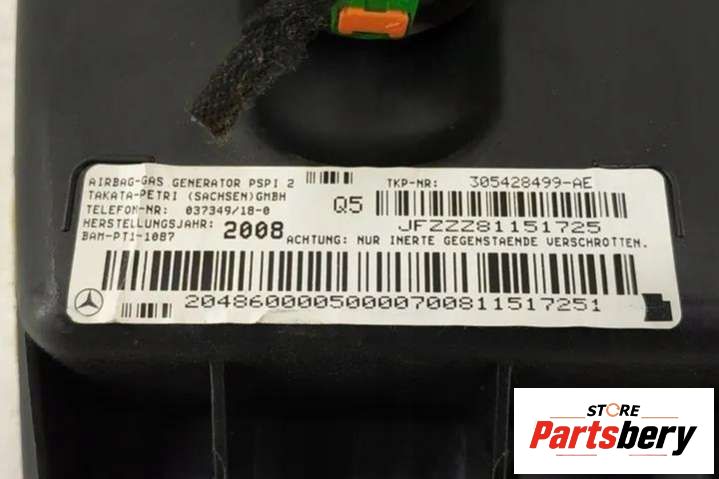 AIRBAG-GAS GENERATOR PSPI 2
TAKATA-PETRI (SACHSEN)GMBH
TELEFON-NR: 037349/18-0
HERSTELLUNGSJAHR: 2008
BAM-PT1-1087
Q5
TKP-NR: 305428499-AE
JFZZZ81151725
ACHTUNG: NUR INERTE GEGENSTAENDE VERSCHROTTEN.
20486000050000700811517251
STORE
Partsbery